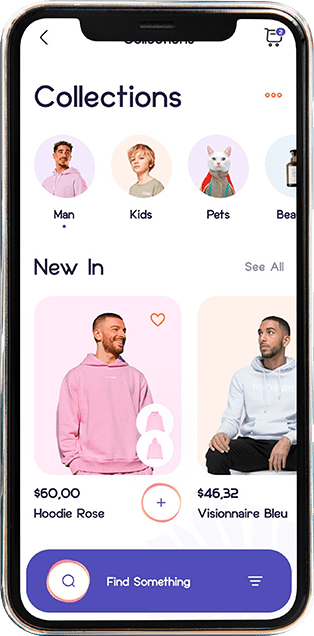 Collections
2
Collections
Man
Kids
Pets
Bea
New In
See All
$60,00
Hoodie Rose
$46,32
Visionnaire Bleu
Find Something